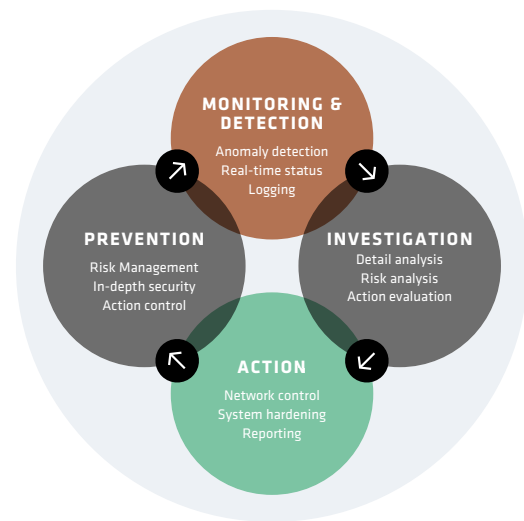 MONITORING &
DETECTION
Anomaly detection
Real-time status
Logging
PREVENTION
Risk Management
In-depth security
Action control
INVESTIGATION
Detail analysis
Risk analysis
Action evaluation
ACTION
Network control
System hardening
Reporting